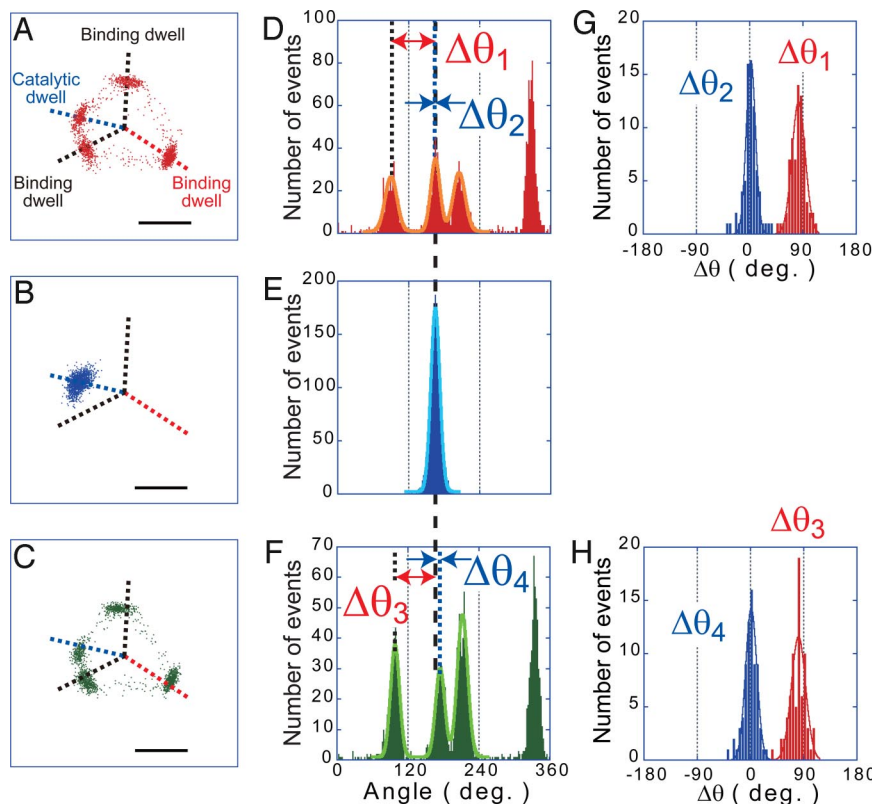 A
Binding dwell
Catalytic
dwell
Binding
dwell
Binding
dwell
D
Number of events
100
80
60
40
20
0
Δθ1
Δθ2
G
Number of events
20
15
10
5
0
Δθ2
Δθ1
-180
-90
0
90
180
Δθ ( deg. )
B
E
Number of events
200
150
100
50
0
C
F
Number of events
70
60
50
40
30
20
10
0
Δθ3
Δθ4
0
120
240
360
Angle ( deg. )
H
Number of events
20
15
10
5
0
Δθ4
Δθ3
-180
-90
0
90
180
Δθ ( deg. )